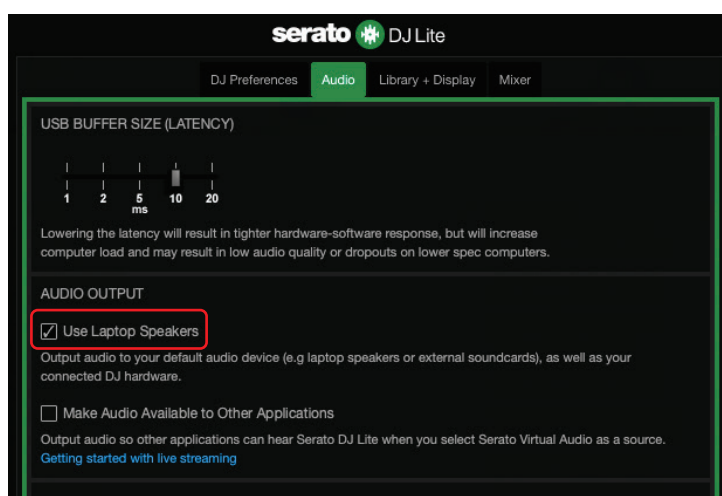 serato DJ Lite
DJ Preferences Audio Library + Display Mixer
USB BUFFER SIZE (LATENCY)
1 2 5 10 20
ms
Lowering the latency will result in tighter hardware-software response, but will increase
computer load and may result in low audio quality or dropouts on lower spec computers.
AUDIO OUTPUT
Use Laptop Speakers
Output audio to your default audio device (e.g laptop speakers or external soundcards), as well as your
connected DJ hardware.
Make Audio Available to Other Applications
Output audio so other applications can hear Serato DJ Lite when you select Serato Virtual Audio as a source.
Getting started with live streaming